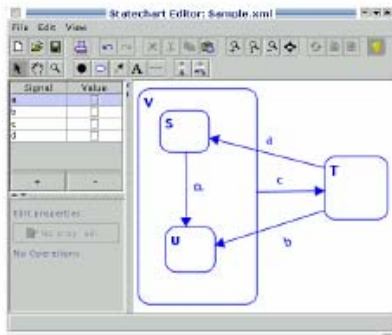 Statechart Editor: Sample.xml
File Edit View
A
Signal Value
a
b
c
d
+ -
Edit properties
No Operations
V
S
T
U
a
c
b